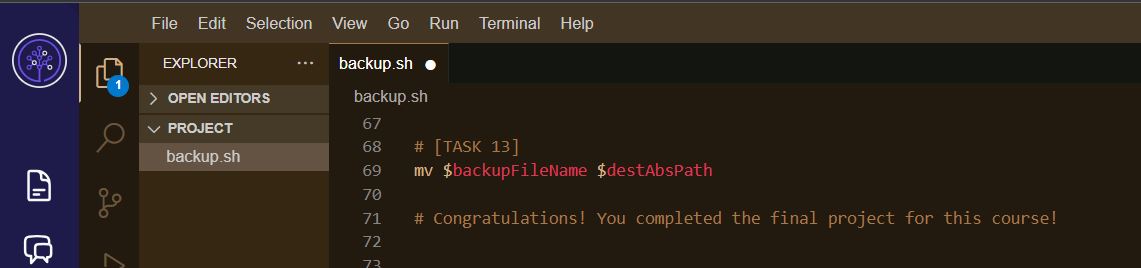 File Edit Selection View Go Run Terminal Help
EXPLORER ···
backup.sh ●
1
OPEN EDITORS
backup.sh
PROJECT
backup.sh
67
68 # [TASK 13]
69 mv $backupFileName $destAbsPath
70
71 # Congratulations! You completed the final project for this course!
72
73